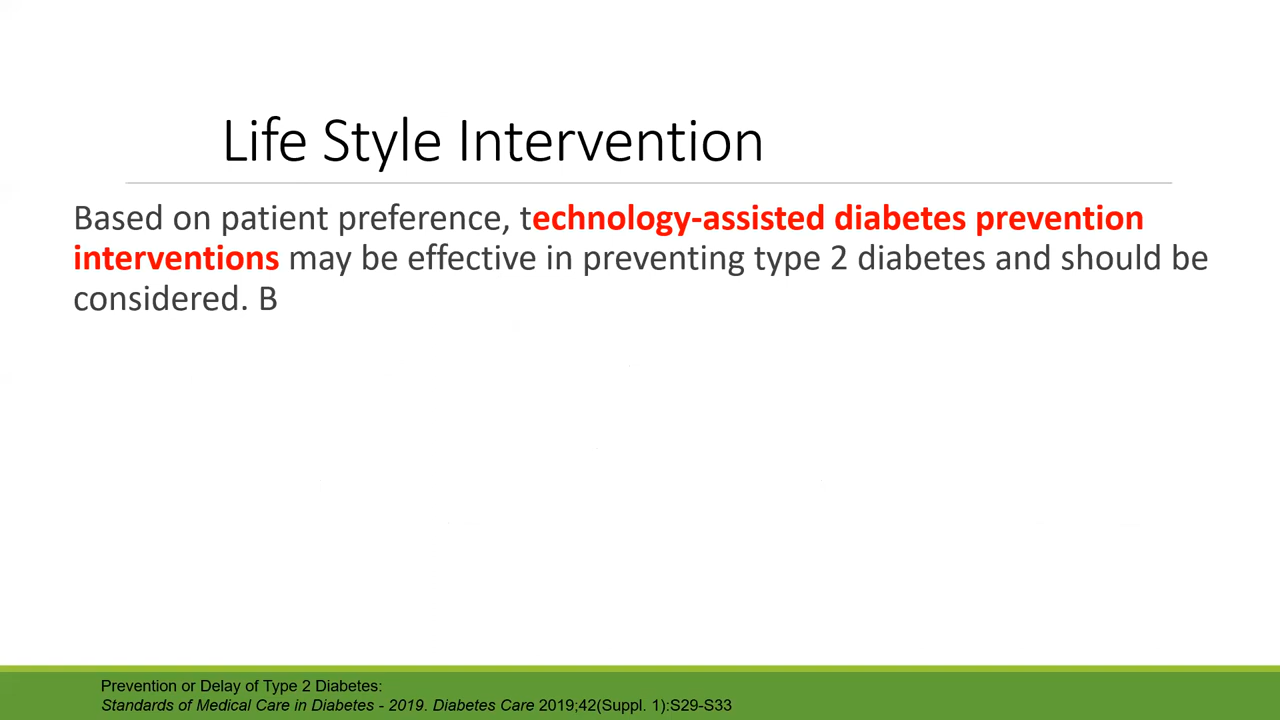 Life Style Intervention
Based on patient preference, technology-assisted diabetes prevention
interventions may be effective in preventing type 2 diabetes and should be
considered. B
Prevention or Delay of Type 2 Diabetes:
Standards of Medical Care in Diabetes - 2019. Diabetes Care 2019;42(Suppl. 1):S29-S33